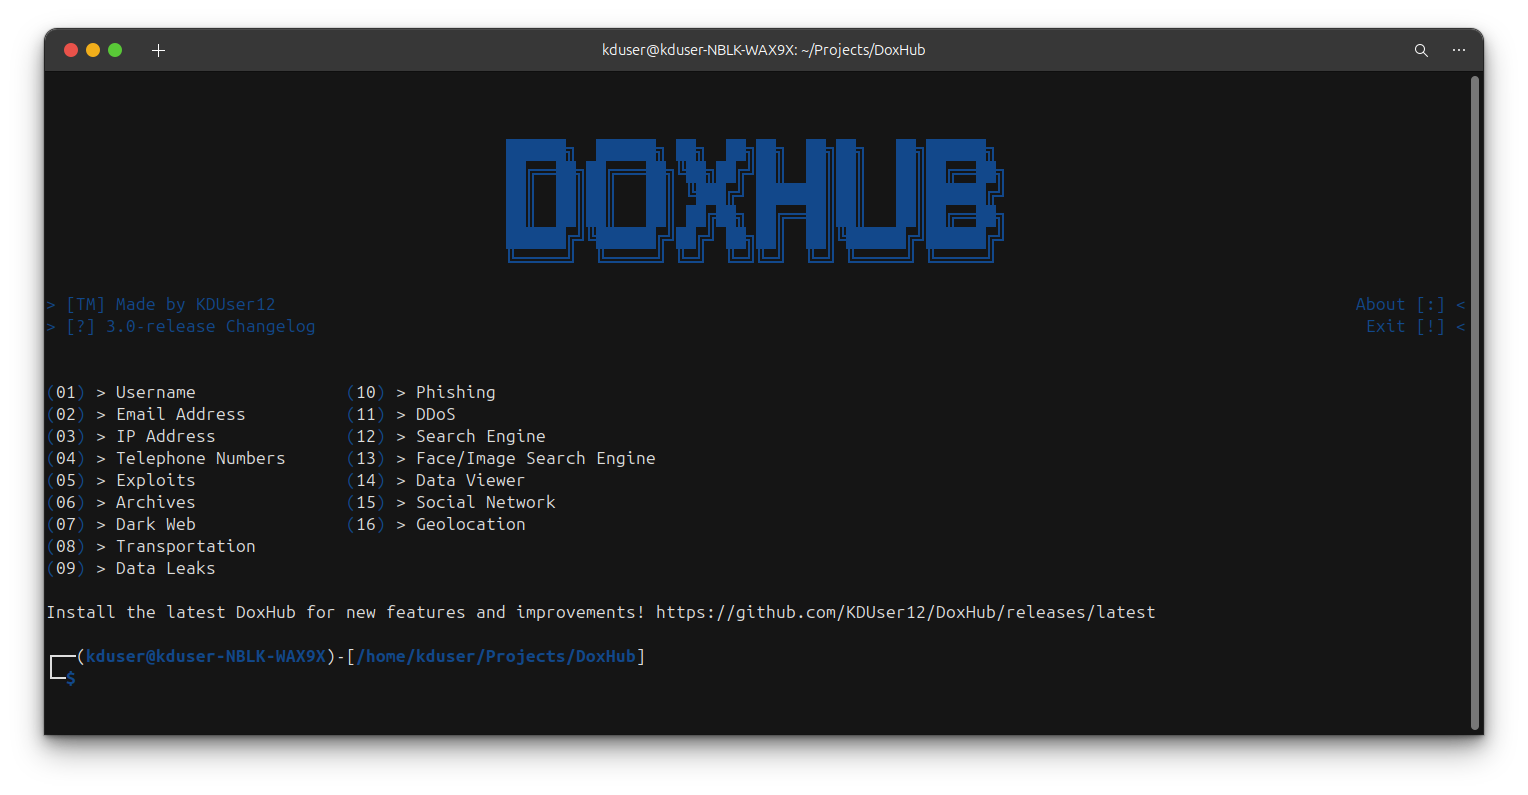 kduser@kduser-NBLK-WAX9X: ~/Projects/DoxHub
DOXHUB
> [TM] Made by KDUser12 About [:] <
> [?] 3.0-release Changelog Exit [!] <
(01) > Username (10) > Phishing
(02) > Email Address (11) > DDoS
(03) > IP Address (12) > Search Engine
(04) > Telephone Numbers (13) > Face/Image Search Engine
(05) > Exploits (14) > Data Viewer
(06) > Archives (15) > Social Network
(07) > Dark Web (16) > Geolocation
(08) > Transportation
(09) > Data Leaks
Install the latest DoxHub for new features and improvements! https://github.com/KDUser12/DoxHub/releases/latest
┌──(kduser@kduser-NBLK-WAX9X)-[/home/kduser/Projects/DoxHub]
└─$